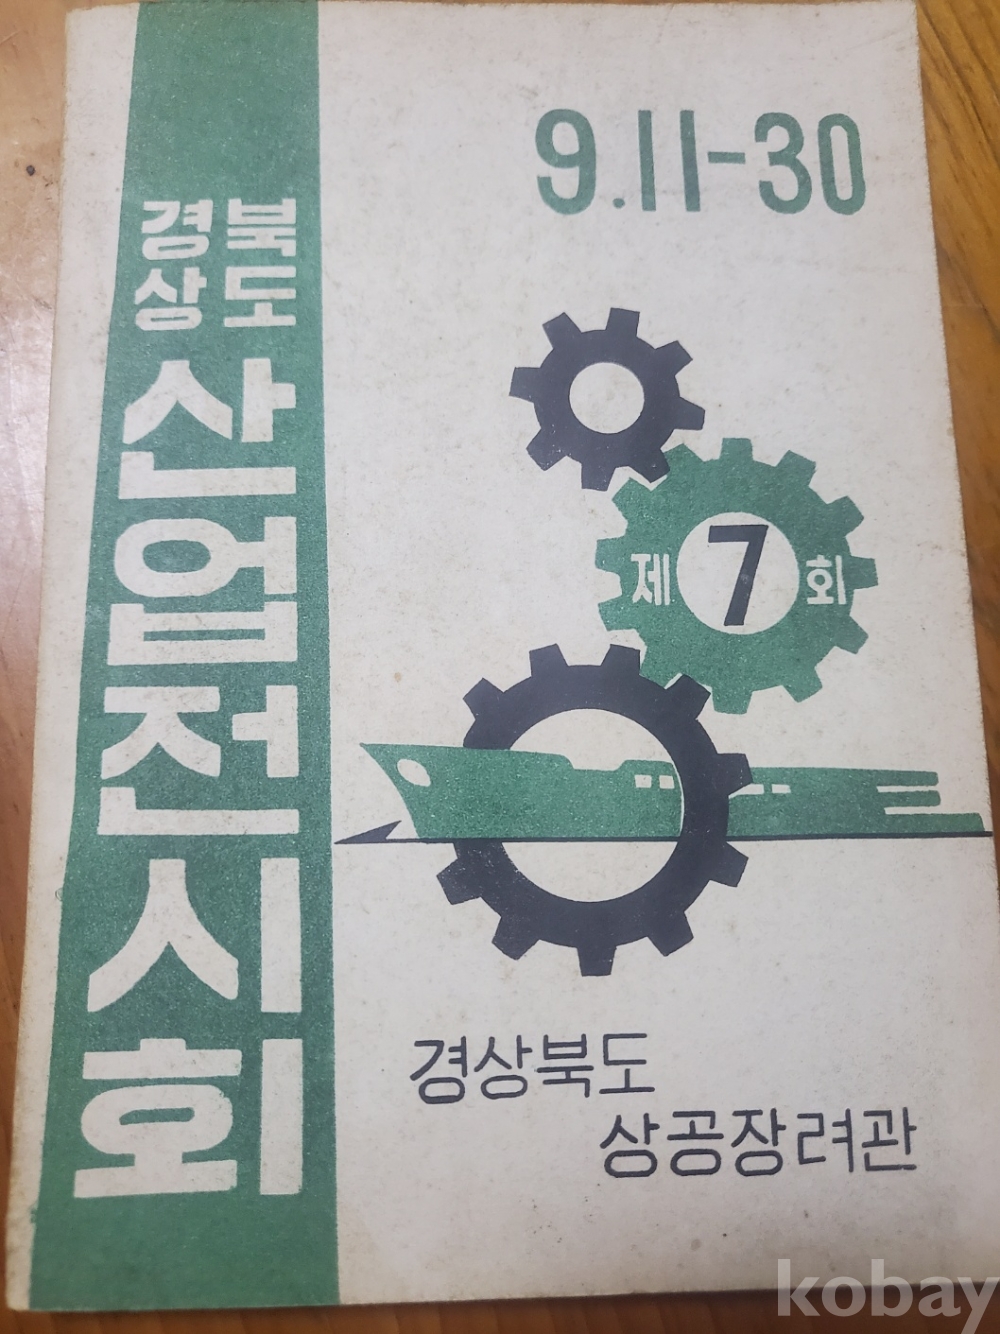 9.11-30
경상
북도
산업전시회
제 7 회
경상북도
상공장려관
kobay